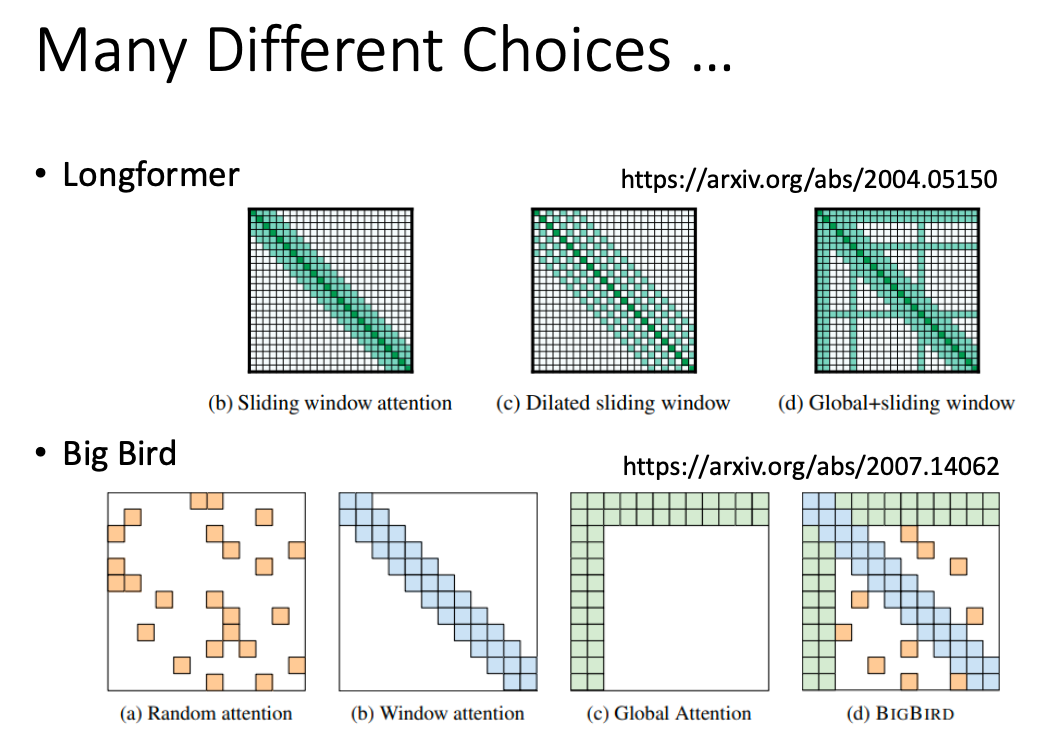 Many Different Choices …
• Longformer
https://arxiv.org/abs/2004.05150
(b) Sliding window attention
(c) Dilated sliding window
(d) Global+sliding window
• Big Bird
https://arxiv.org/abs/2007.14062
(a) Random attention
(b) Window attention
(c) Global Attention
(d) BIGBIRD